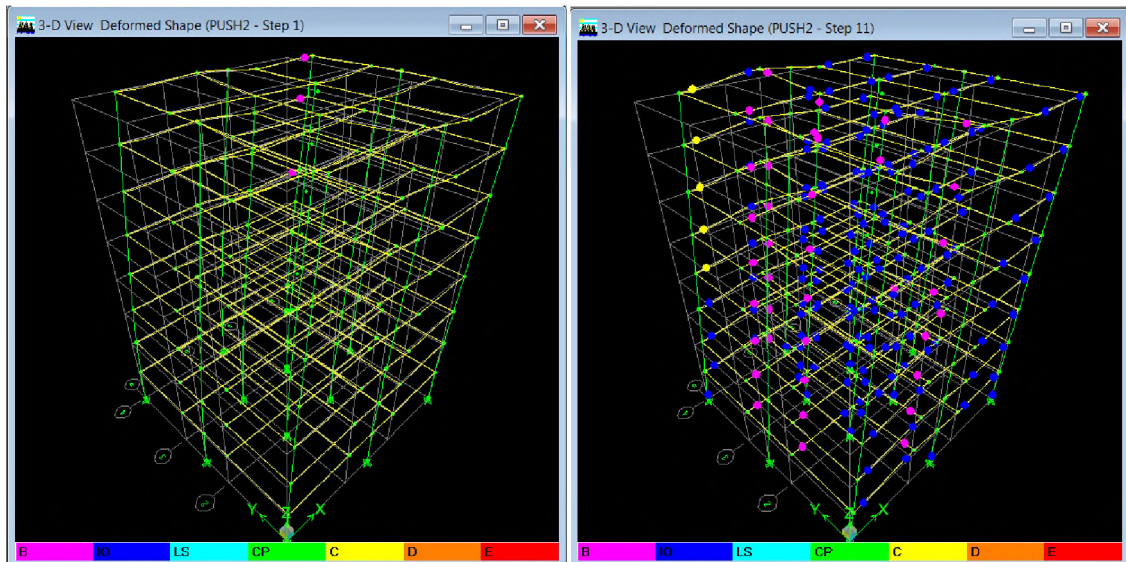 3-D View Deformed Shape (PUSH2 - Step 1)
3-D View Deformed Shape (PUSH2 - Step 11)
Y Z X
Y Z X
B IO LS CP C D E
B IO LS CP C D E